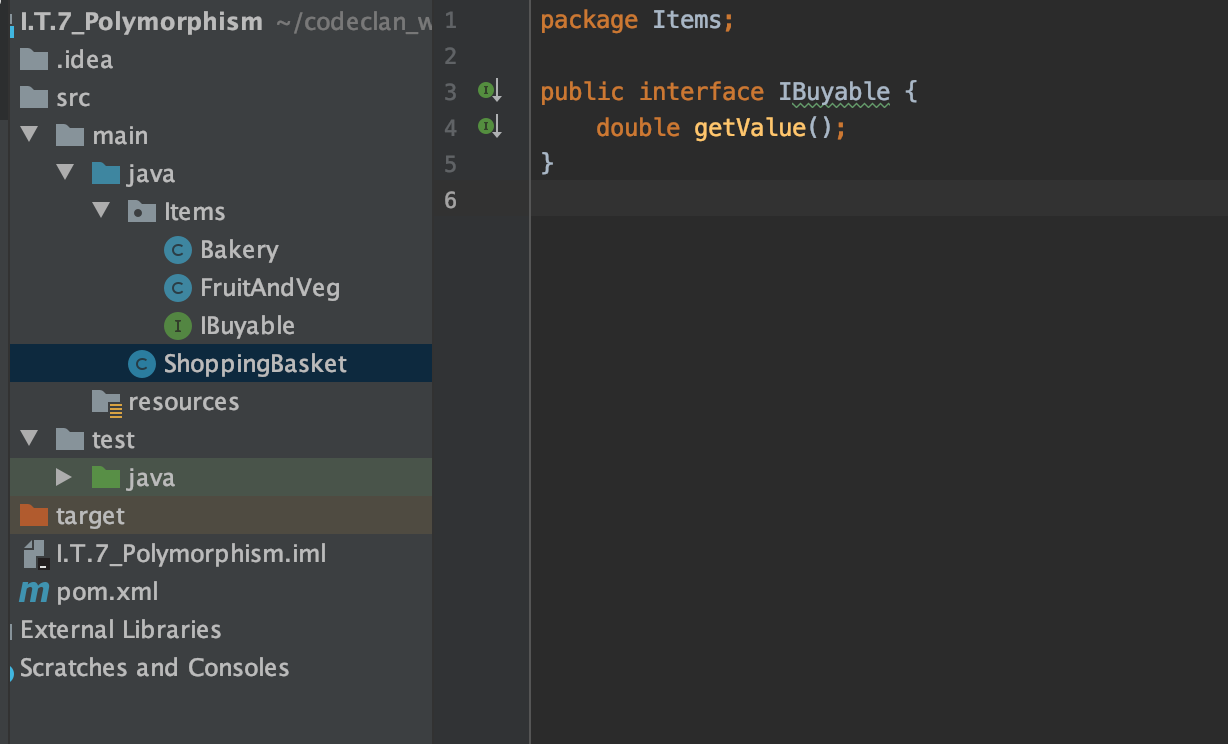 I.T.7_Polymorphism ~/codeclan_w
.idea
src
main
java
Items
C Bakery
C FruitAndVeg
I IBuyable
C ShoppingBasket
resources
test
java
target
I.T.7_Polymorphism.iml
m pom.xml
External Libraries
Scratches and Consoles
1 package Items;
2
3 I public interface IBuyable {
4 I double getValue();
5 }
6